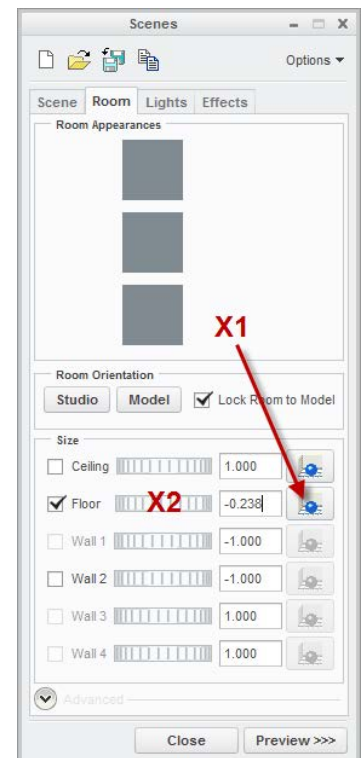 Scenes
Options
Scene Room Lights Effects
Room Appearances
X1
Room Orientation
Studio Model Lock Room to Model
Size
Ceiling 1.000
Floor X2 -0.238
Wall 1 -1.000
Wall 2 -1.000
Wall 3 1.000
Wall 4 1.000
Advanced
Close Preview >>>